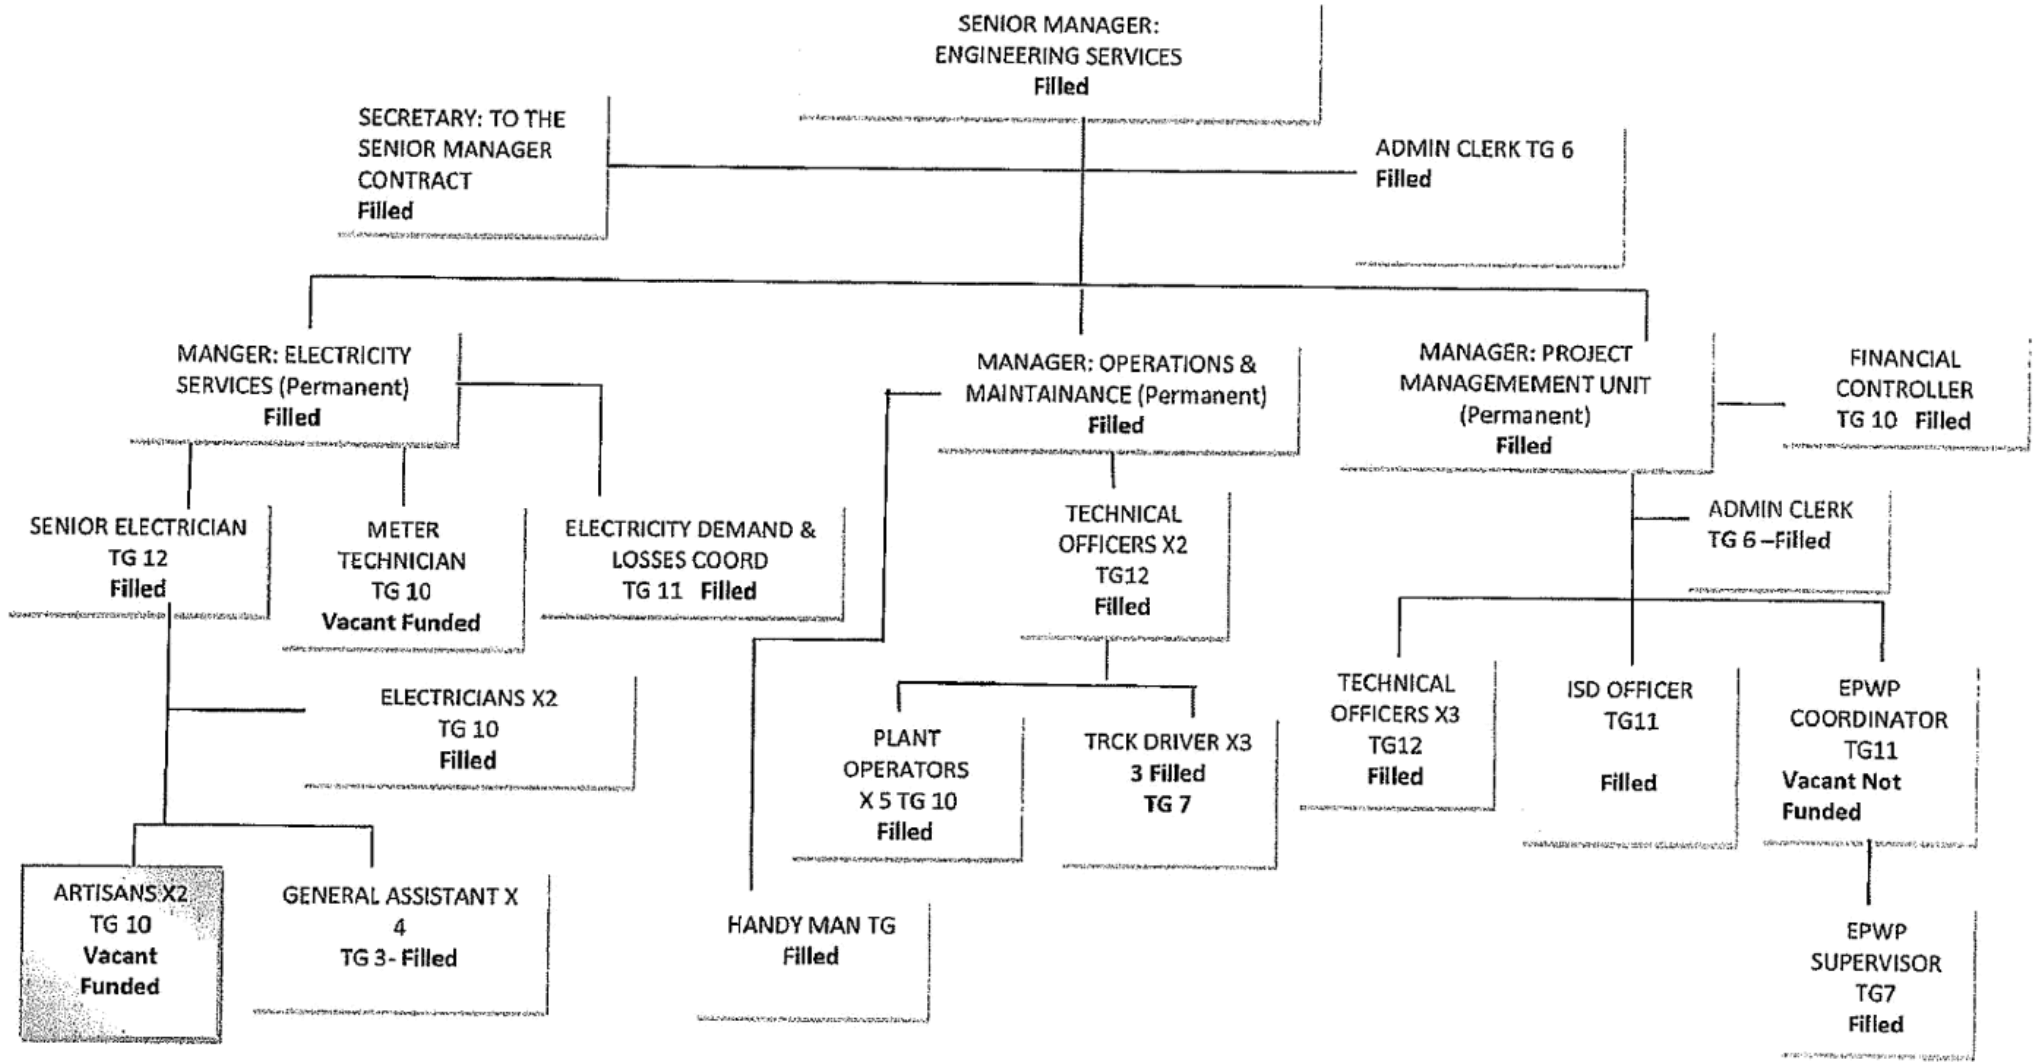 SENIOR MANAGER:
ENGINEERING SERVICES
Filled
SECRETARY: TO THE
SENIOR MANAGER
CONTRACT
Filled
ADMIN CLERK TG 6
Filled
MANGER: ELECTRICITY
SERVICES (Permanent)
Filled
MANAGER: OPERATIONS &
MAINTAINANCE (Permanent)
Filled
MANAGER: PROJECT
MANAGEMEMENT UNIT
(Permanent)
Filled
FINANCIAL
CONTROLLER
TG 10 Filled
SENIOR ELECTRICIAN
TG 12
Filled
METER
TECHNICIAN
TG 10
Vacant Funded
ELECTRICITY DEMAND &
LOSSES COORD
TG 11 Filled
TECHNICAL
OFFICERS X2
TG12
Filled
ADMIN CLERK
TG 6 –Filled
ELECTRICIANS X2
TG 10
Filled
PLANT
OPERATORS
X 5 TG 10
Filled
TRCK DRIVER X3
3 Filled
TG 7
TECHNICAL
OFFICERS X3
TG12
Filled
ISD OFFICER
TG11
Filled
EPWP
COORDINATOR
TG11
Vacant Not
Funded
ARTISANS X2
TG 10
Vacant
Funded
GENERAL ASSISTANT X
4
TG 3- Filled
HANDY MAN TG
Filled
EPWP
SUPERVISOR
TG7
Filled